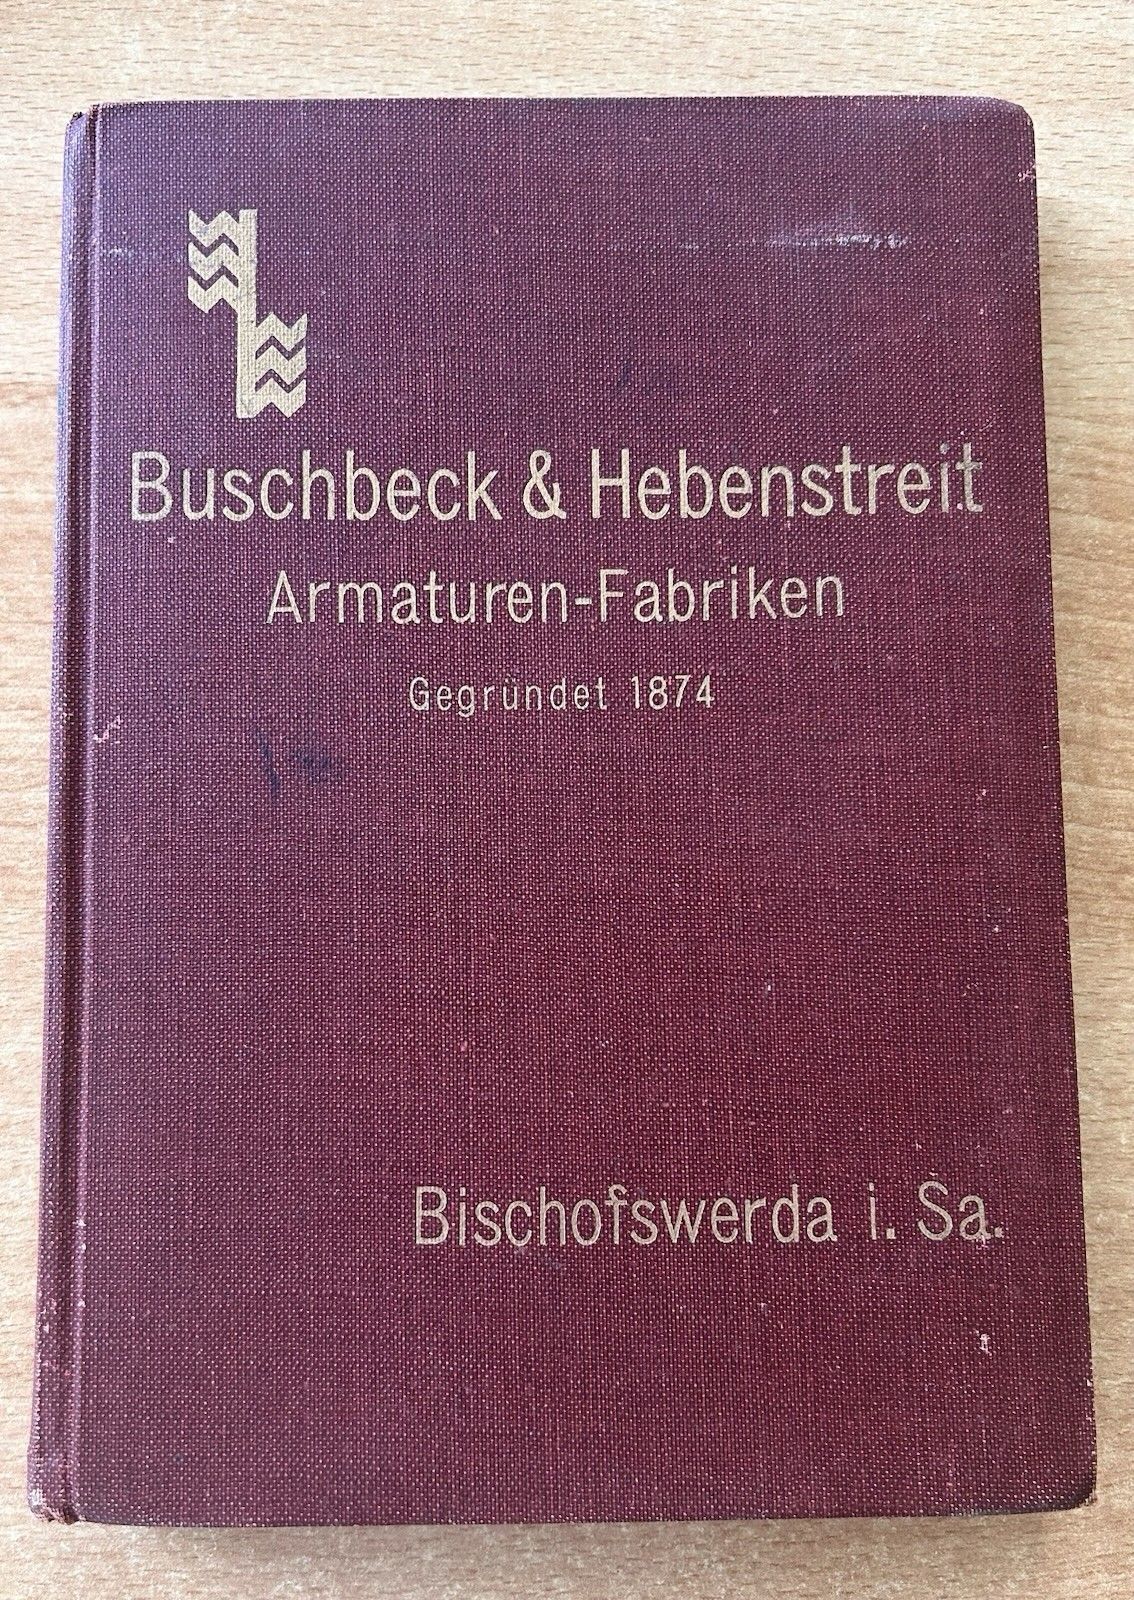 Buschbeck & Hebenstreit
Armaturen-Fabriken
Gegründet 1874
Bischofswerda i. Sa.